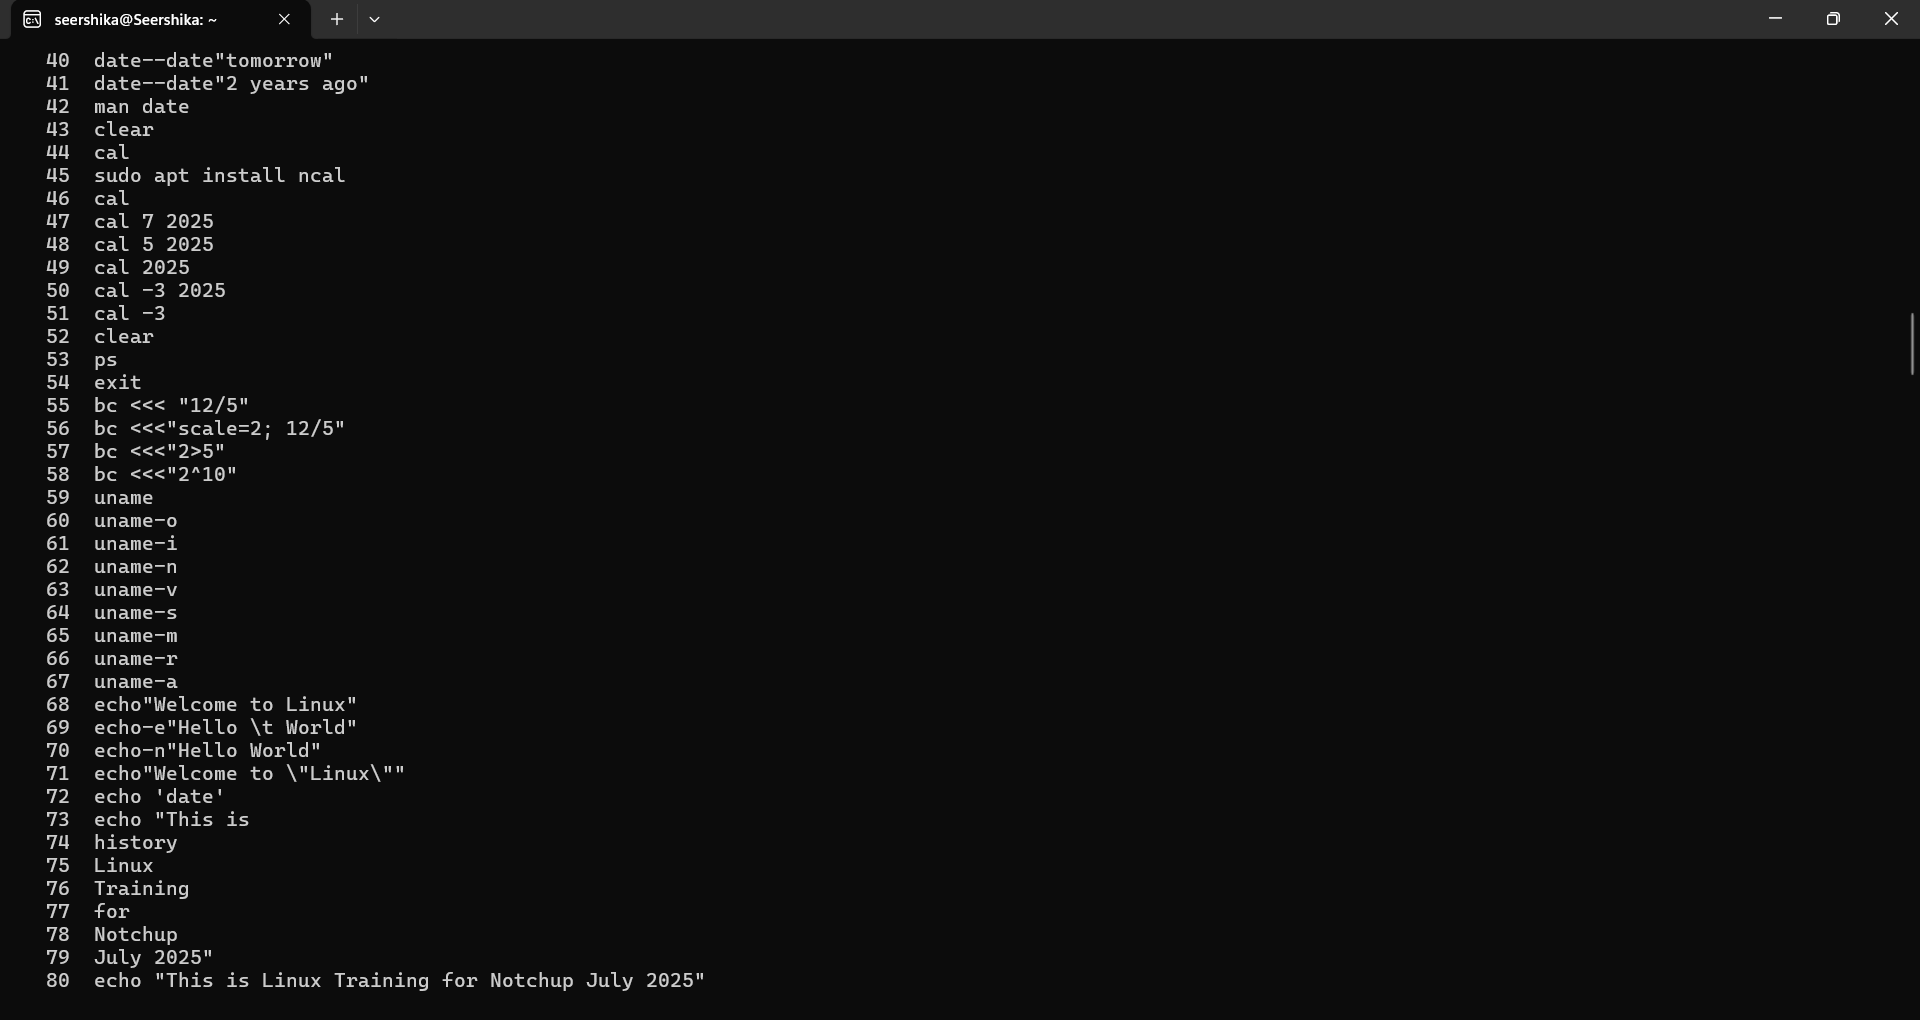 seershika@Seershika: ~
40 date--date"tomorrow"
41 date--date"2 years ago"
42 man date
43 clear
44 cal
45 sudo apt install ncal
46 cal
47 cal 7 2025
48 cal 5 2025
49 cal 2025
50 cal -3 2025
51 cal -3
52 clear
53 ps
54 exit
55 bc <<< "12/5"
56 bc <<<"scale=2; 12/5"
57 bc <<<"2>5"
58 bc <<<"2^10"
59 uname
60 uname-o
61 uname-i
62 uname-n
63 uname-v
64 uname-s
65 uname-m
66 uname-r
67 uname-a
68 echo"Welcome to Linux"
69 echo-e"Hello \t World"
70 echo-n"Hello World"
71 echo"Welcome to \"Linux\""
72 echo 'date'
73 echo "This is
74 history
75 Linux
76 Training
77 for
78 Notchup
79 July 2025"
80 echo "This is Linux Training for Notchup July 2025"